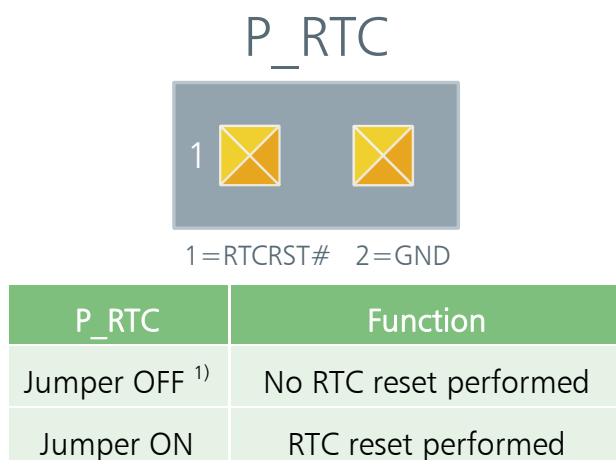 P_RTC
1
1=RTCRST# 2=GND
P_RTC Function
Jumper OFF 1) No RTC reset performed
Jumper ON RTC reset performed